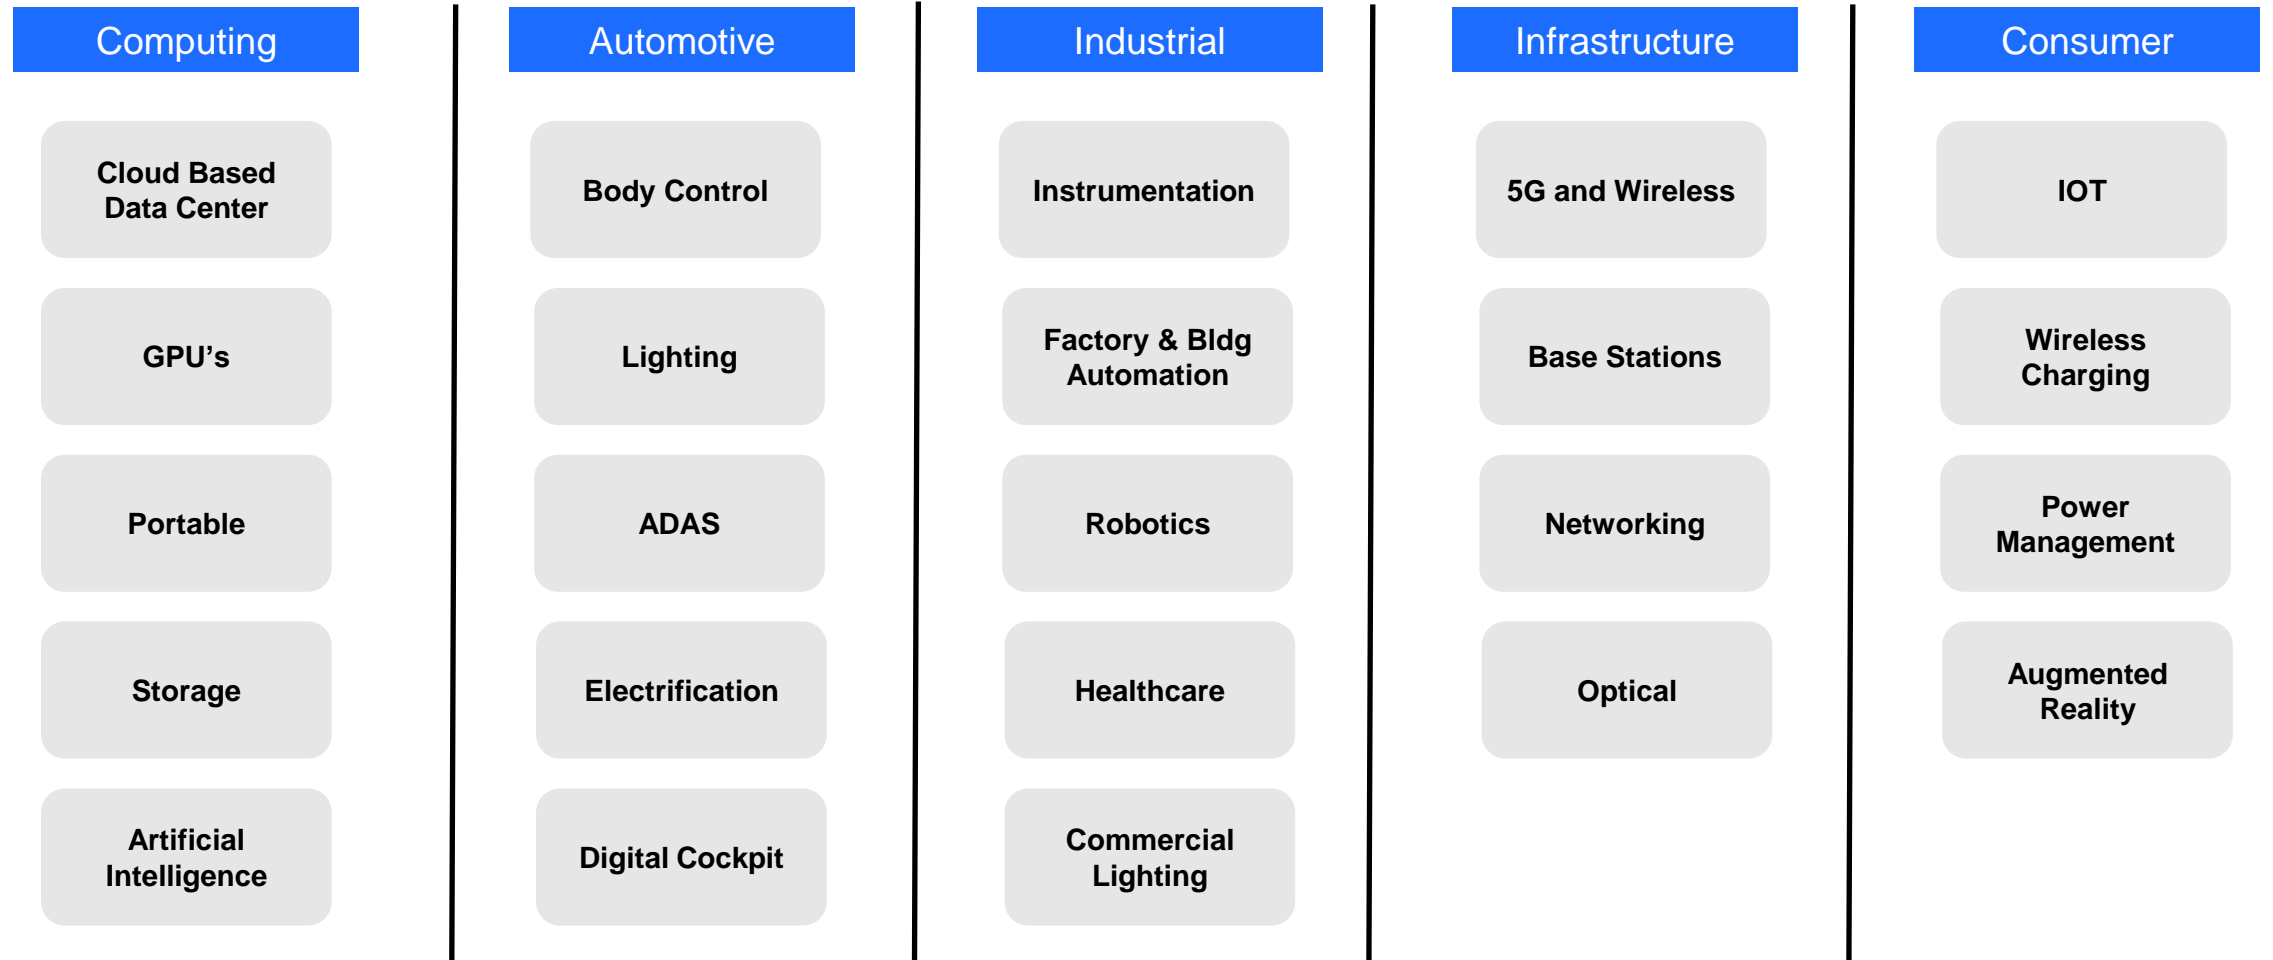 Computing
Automotive
Industrial
Infrastructure
Consumer
Cloud Based
Data Center
GPU’s
Portable
Storage
Artificial
Intelligence
Body Control
Lighting
ADAS
Electrification
Digital Cockpit
Instrumentation
Factory & Bldg
Automation
Robotics
Healthcare
Commercial
Lighting
5G and Wireless
Base Stations
Networking
Optical
IOT
Wireless
Charging
Power
Management
Augmented
Reality